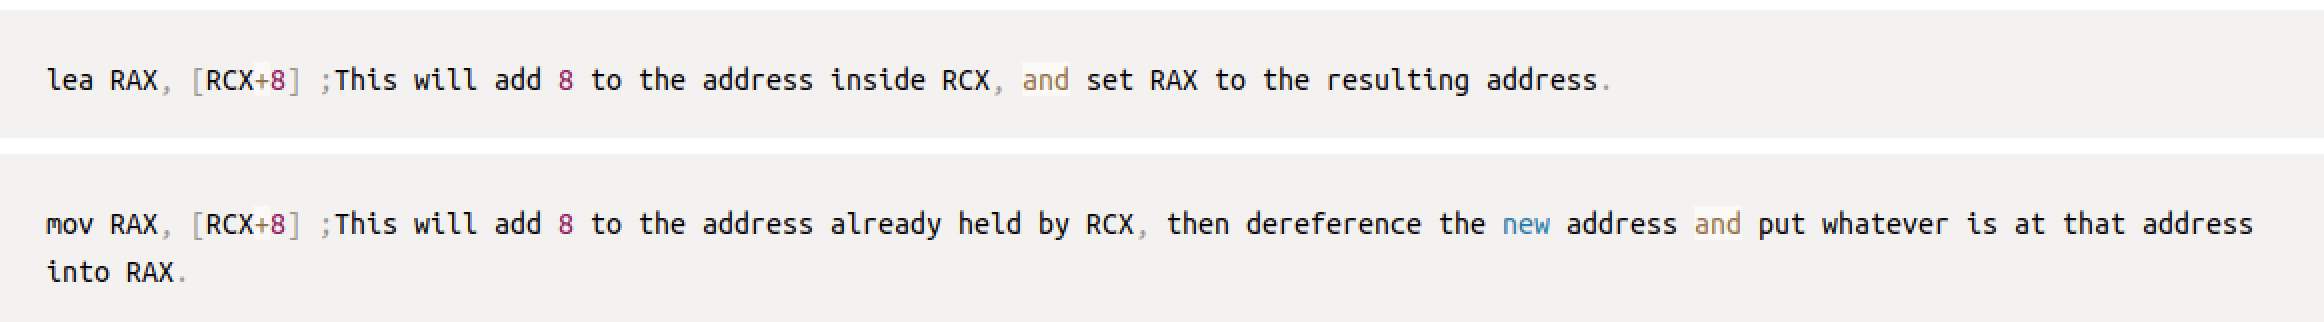 lea RAX, [RCX+8] ;This will add 8 to the address inside RCX, and set RAX to the resulting address.
mov RAX, [RCX+8] ;This will add 8 to the address already held by RCX, then dereference the new address and put whatever is at that address
into RAX.